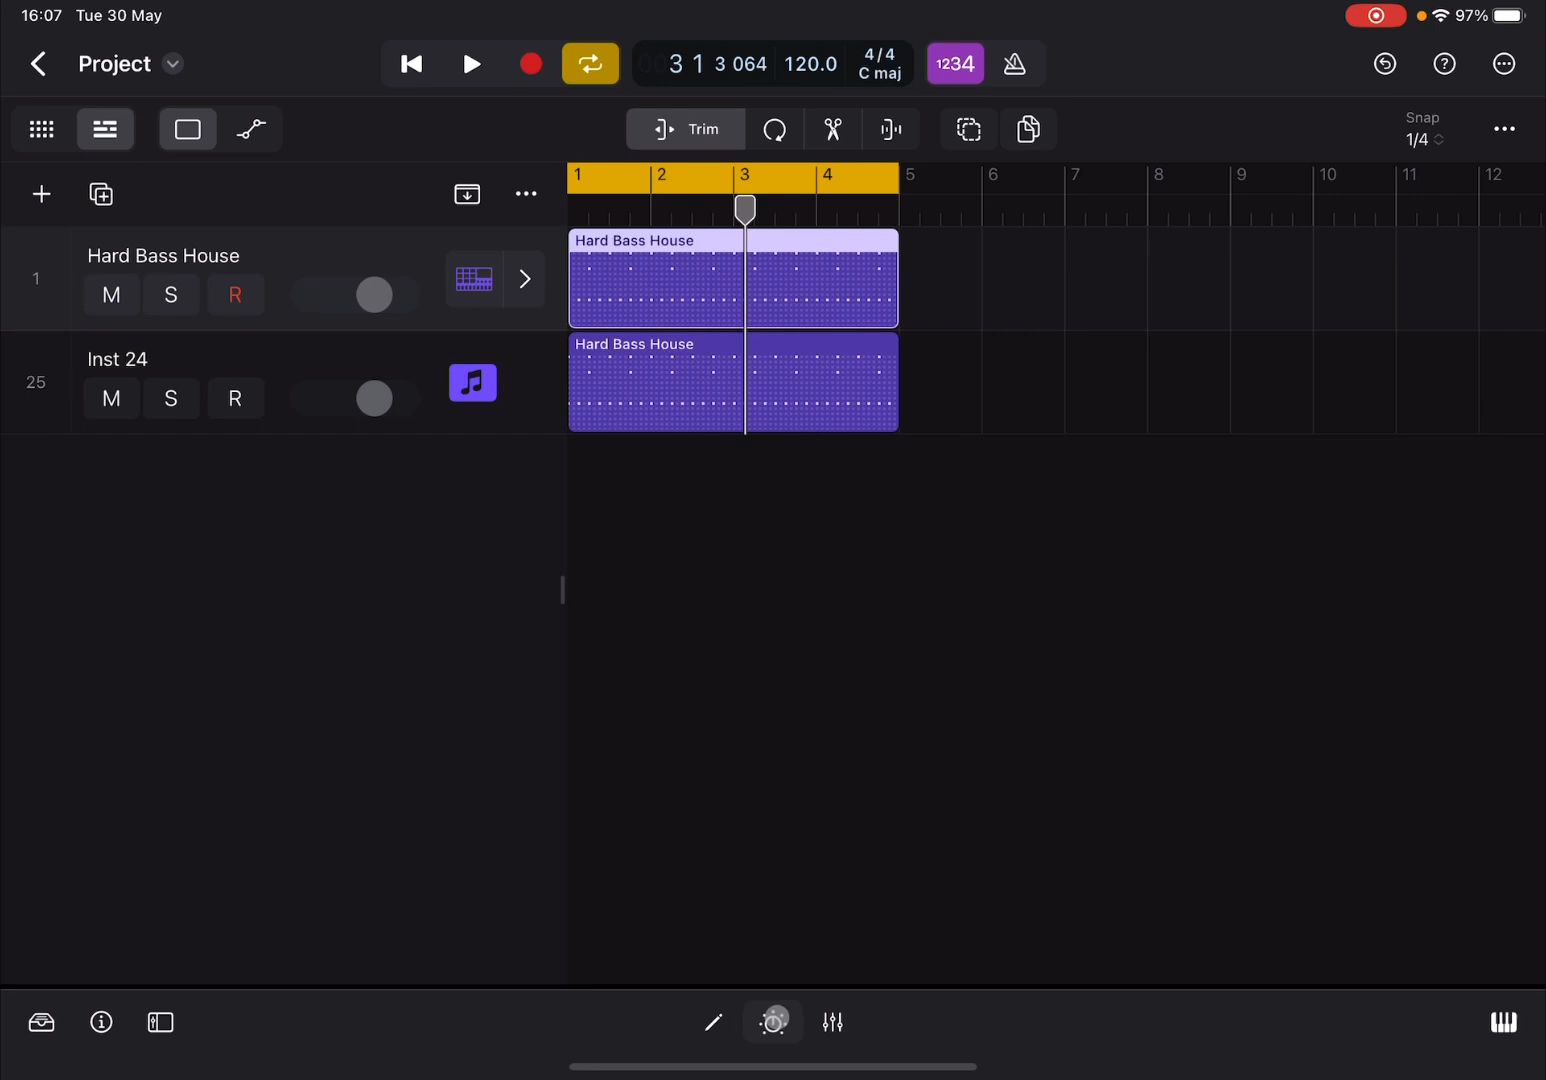 16:07 Tue 30 May
97%
Project
3 1 3 064 120.0 4/4 C maj
1234
Trim
Snap
1/4
1 2 3 4 5 6 7 8 9 10 11 12
1
Hard Bass House
M S R
Hard Bass House
25
Inst 24
M S R
Hard Bass House